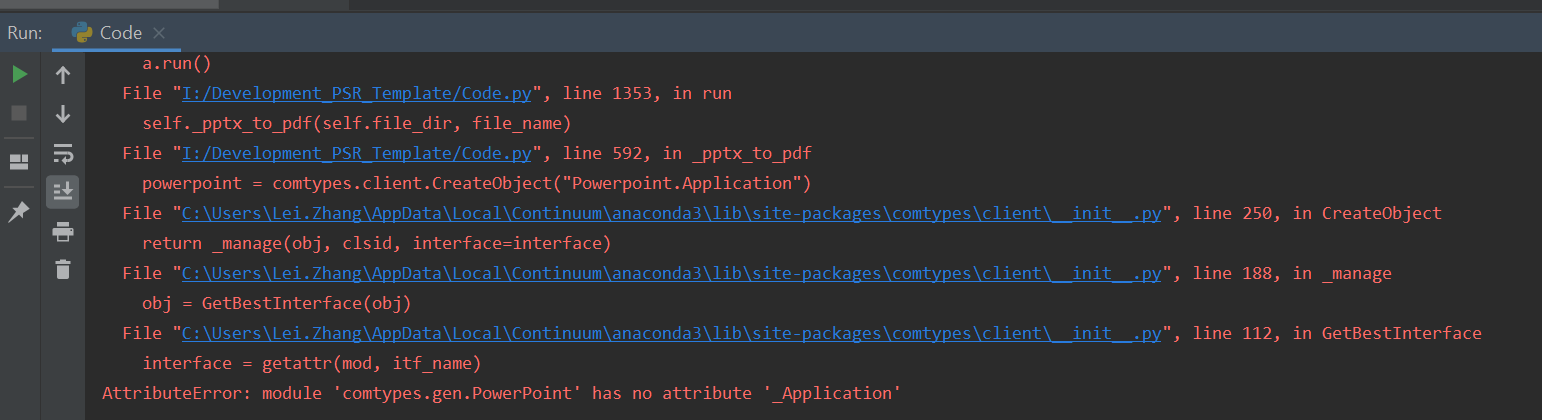 Run: Code
a.run()
File "I:/Development_PSR_Template/Code.py", line 1353, in run
self._pptx_to_pdf(self.file_dir, file_name)
File "I:/Development_PSR_Template/Code.py", line 592, in _pptx_to_pdf
powerpoint = comtypes.client.CreateObject("Powerpoint.Application")
File "C:\Users\Lei.Zhang\AppData\Local\Continuum\anaconda3\lib\site-packages\comtypes\client\__init__.py", line 250, in CreateObject
return _manage(obj, clsid, interface=interface)
File "C:\Users\Lei.Zhang\AppData\Local\Continuum\anaconda3\lib\site-packages\comtypes\client\__init__.py", line 188, in _manage
obj = GetBestInterface(obj)
File "C:\Users\Lei.Zhang\AppData\Local\Continuum\anaconda3\lib\site-packages\comtypes\client\__init__.py", line 112, in GetBestInterface
interface = getattr(mod, itf_name)
AttributeError: module 'comtypes.gen.PowerPoint' has no attribute '_Application'